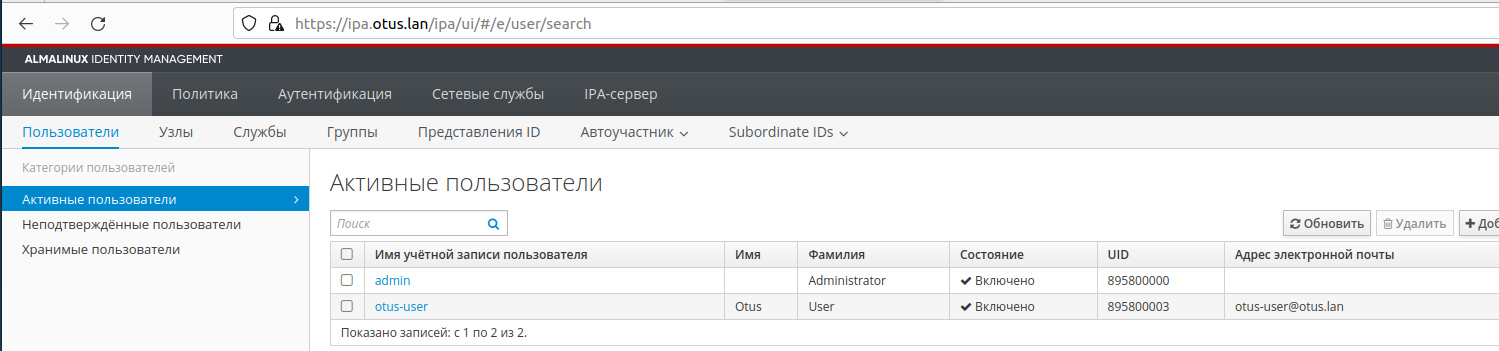 https://ipa.otus.lan/ipa/ui/#/e/user/search
ALMALINUX IDENTITY MANAGEMENT
Идентификация Политика Аутентификация Сетевые службы IPA-сервер
Пользователи Узлы Службы Группы Представления ID Автоучастник Subordinate IDs
Категории пользователей
Активные пользователи
Неподтверждённые пользователи
Хранимые пользователи
Активные пользователи
Поиск Обновить Удалить Доб
Имя учётной записи пользователя Имя Фамилия Состояние UID Адрес электронной почты
admin Administrator Включено 895800000
otus-user Otus User Включено 895800003 otus-user@otus.lan
Показано записей: с 1 по 2 из 2.